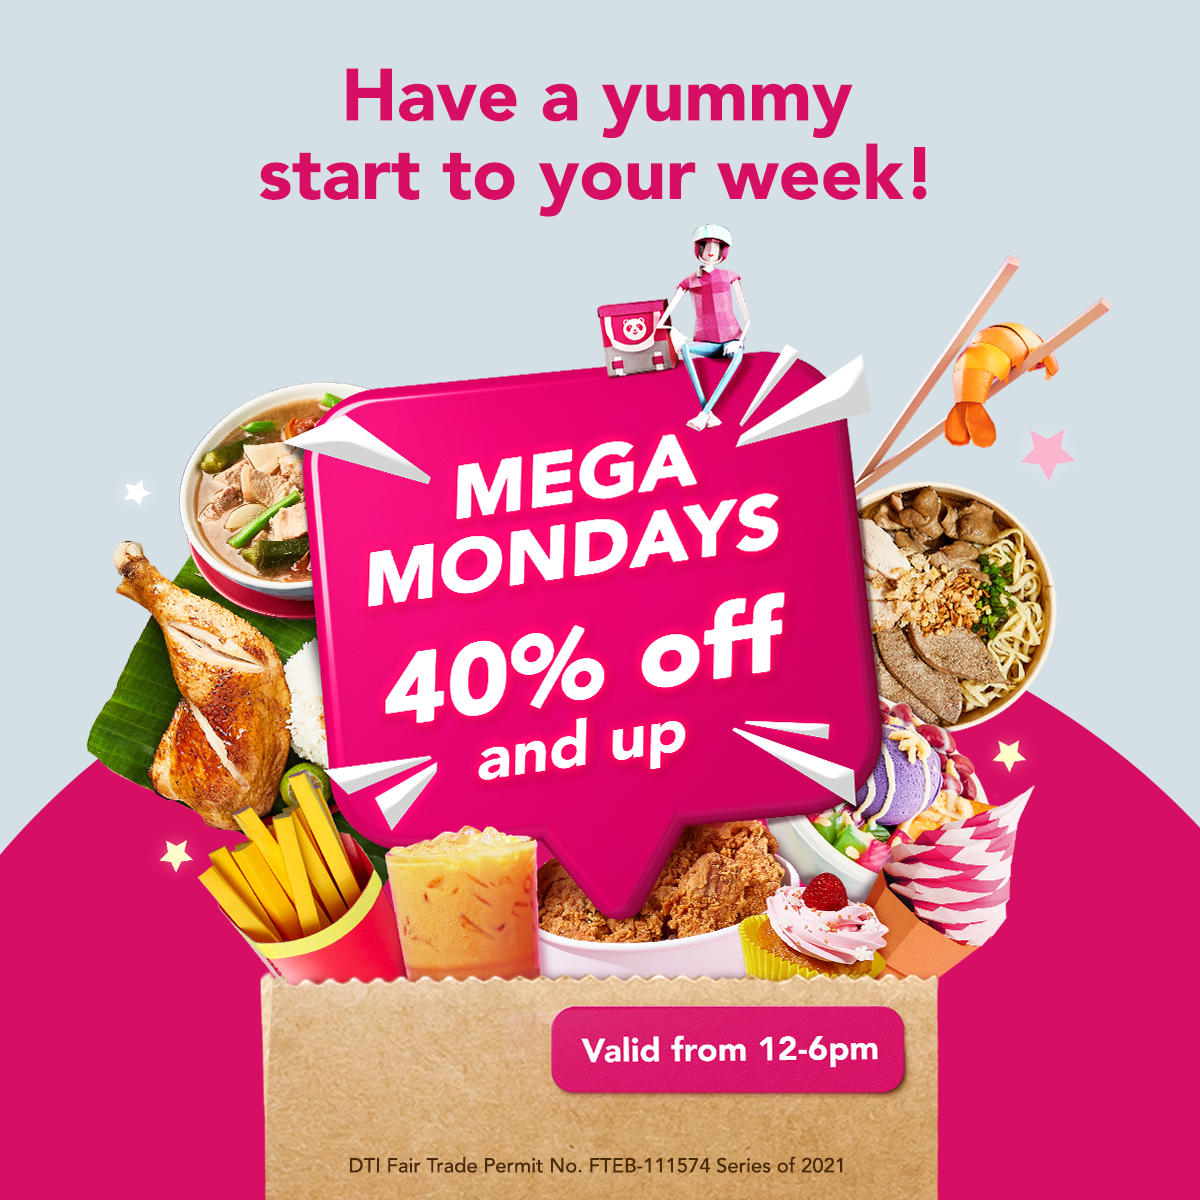 Have a yummy
start to your week!
MEGA
MONDAYS
40% off
and up
Valid from 12-6pm
DTI Fair Trade Permit No. FTEB-111574 Series of 2021